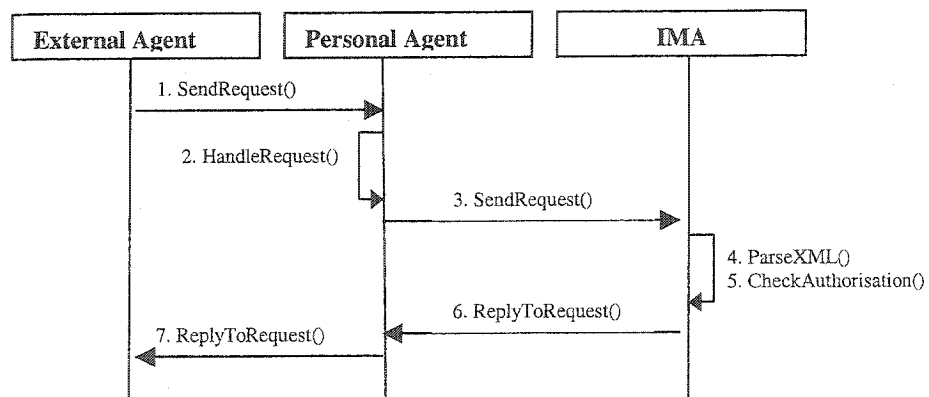 External Agent
Personal Agent
IMA
1. SendRequest()
2. HandleRequest()
3. SendRequest()
4. ParseXML()
5. CheckAuthorisation()
6. ReplyToRequest()
7. ReplyToRequest()